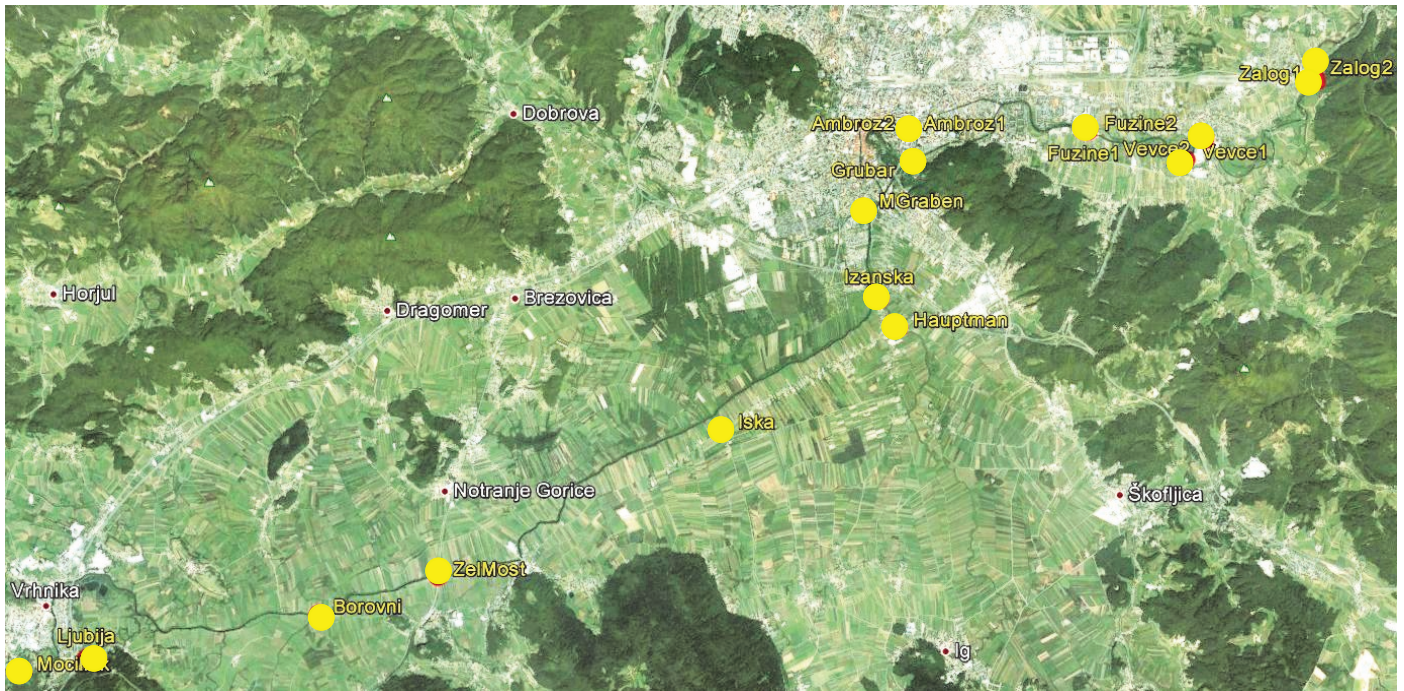 Zalog1
Zalog2
Dobrova
Ambroz2
Ambroz1
Fuzine2
Fuzine1
Vevce2
Vevce1
Grubar
MGraben
Izanska
Horjul
Dragomer
Brezovica
Hauptman
Iska
Notranje Gorice
Škofljica
ZelMost
Vrhnika
Borovni
Ljubija
Ig